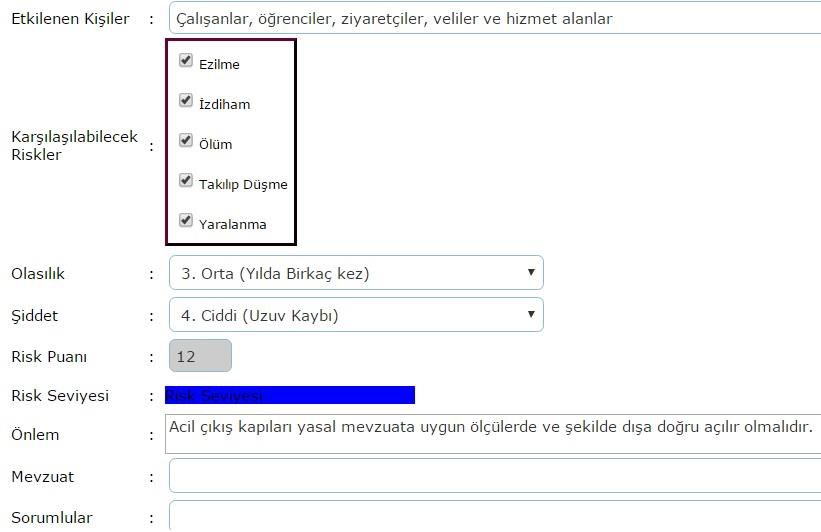 Etkilenen Kişiler : Çalışanlar, öğrenciler, ziyaretçiler, veliler ve hizmet alanlar
Karşılaşılabilecek Riskler :
Ezilme
İzdiham
Ölüm
Takılıp Düşme
Yaralanma
Olasılık : 3. Orta (Yılda Birkaç kez)
Şiddet : 4. Ciddi (Uzuv Kaybı)
Risk Puanı : 12
Risk Seviyesi : Risk Seviyesi
Önlem : Acil çıkış kapıları yasal mevzuata uygun ölçülerde ve şekilde dışa doğru açılır olmalıdır.
Mevzuat :
Sorumlular :